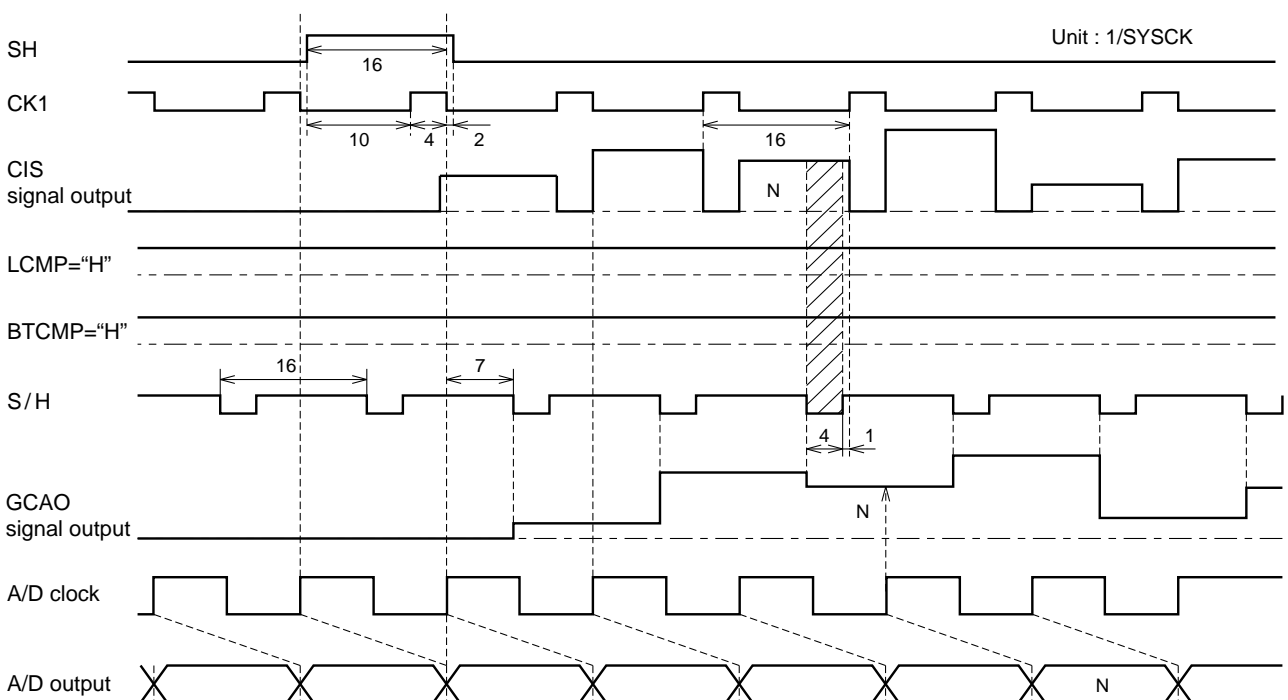 Unit : 1/SYSCK
SH
16
CK1
10
4
2
16
CIS
signal output
N
LCMP=“H”
BTCMP=“H”
16
7
S/H
4
1
GCAO
signal output
N
A/D clock
A/D output
N